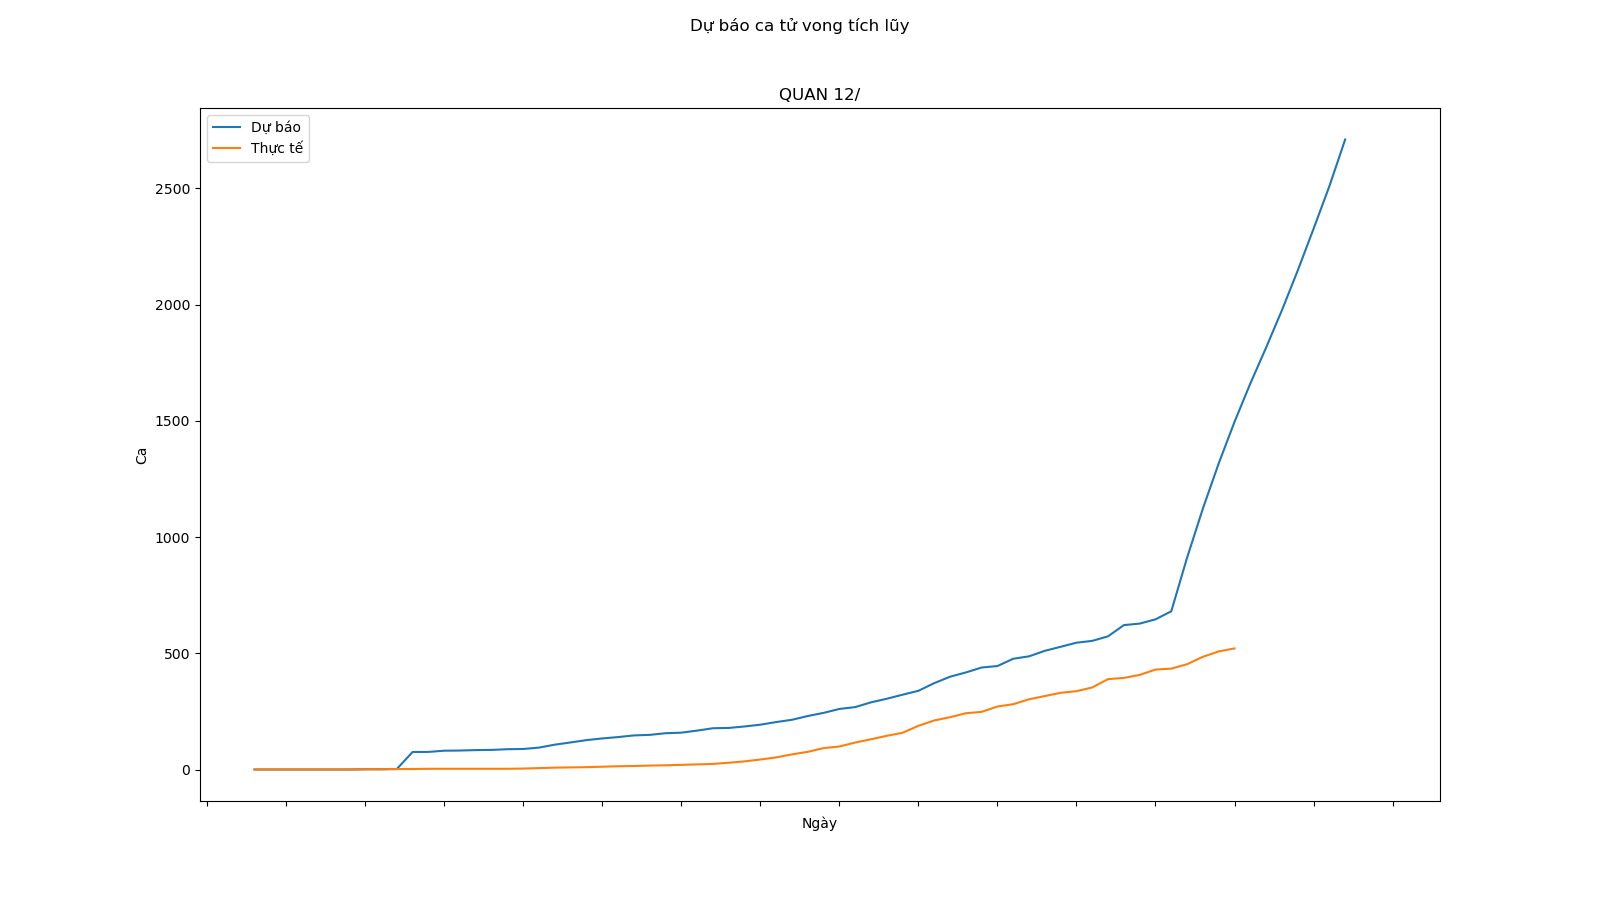 Dự báo ca tử vong tích lũy
QUAN 12/
Dự báo
Thực tế
2500
2000
1500
1000
500
0
Ca
Ngày